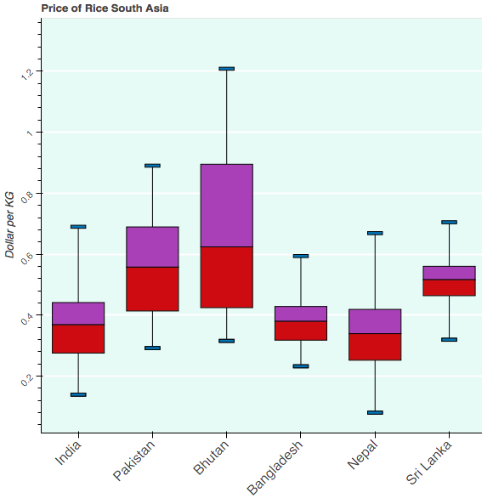 Price of Rice South Asia
Dollar per KG
1.2
1
0.8
0.6
0.4
0.2
India
Pakistan
Bhutan
Bangladesh
Nepal
Sri Lanka